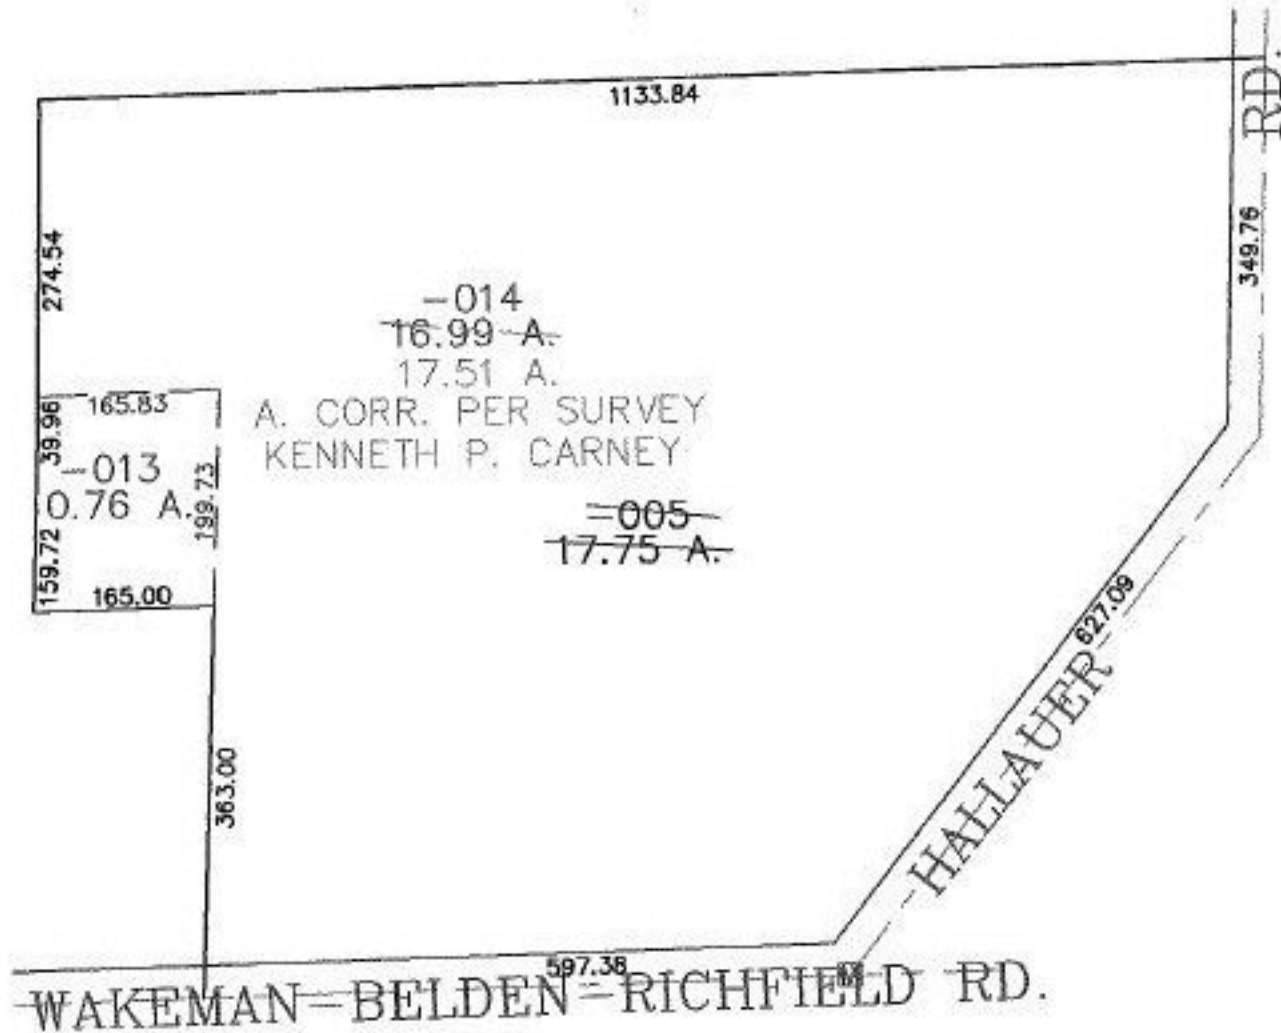 1133.84
RD.
274.54
349.76
-014
16.99 A.
17.51 A.
A. CORR. PER SURVEY
KENNETH P. CARNEY
165.83
39.96
-013
0.76 A.
199.73
159.72
165.00
-005
17.75 A.
627.09
HALLAUER
363.00
597.38
M
WAKEMAN-BELDEN-RICHFIELD RD.